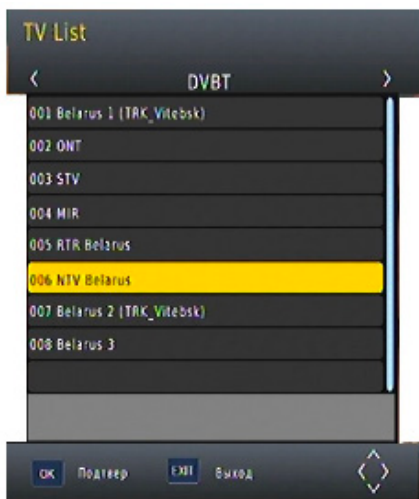 TV List
< DVBT >
001 Belarus 1 (TRK_Vitebsk)
002 ONT
003 STV
004 MIR
005 RTR Belarus
006 NTV Belarus
007 Belarus 2 (TRK_Vitebsk)
008 Belarus 3
OK Подтвер EXIT Выход